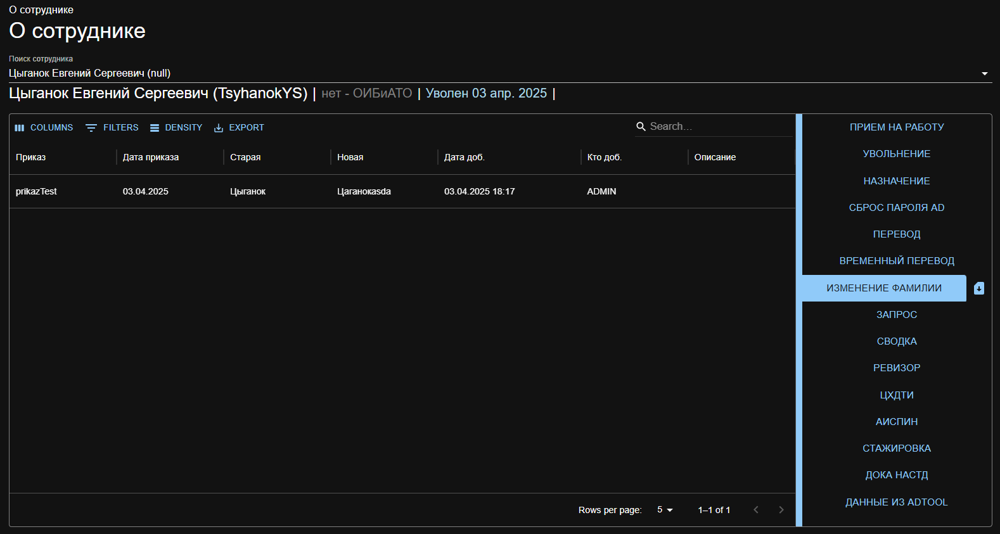 О сотруднике
О сотруднике
Поиск сотрудника
Цыганок Евгений Сергеевич (null)
Цыганок Евгений Сергеевич (TsyhanokYS) | нет - ОИБиАТО | Уволен 03 апр. 2025 |
COLUMNS FILTERS DENSITY EXPORT Search...
Приказ Дата приказа Старая Новая Дата доб. Кто доб. Описание
prikazTest 03.04.2025 Цыганок Цаганокasda 03.04.2025 18:17 ADMIN
Rows per page: 5 1–1 of 1
ПРИЕМ НА РАБОТУ
УВОЛЬНЕНИЕ
НАЗНАЧЕНИЕ
СБРОС ПАРОЛЯ AD
ПЕРЕВОД
ВРЕМЕННЫЙ ПЕРЕВОД
ИЗМЕНЕНИЕ ФАМИЛИИ
ЗАПРОС
СВОДКА
РЕВИЗОР
ЦХДТИ
АИСПИН
СТАЖИРОВКА
ДОКА НАСТД
ДАННЫЕ ИЗ ADTOOL